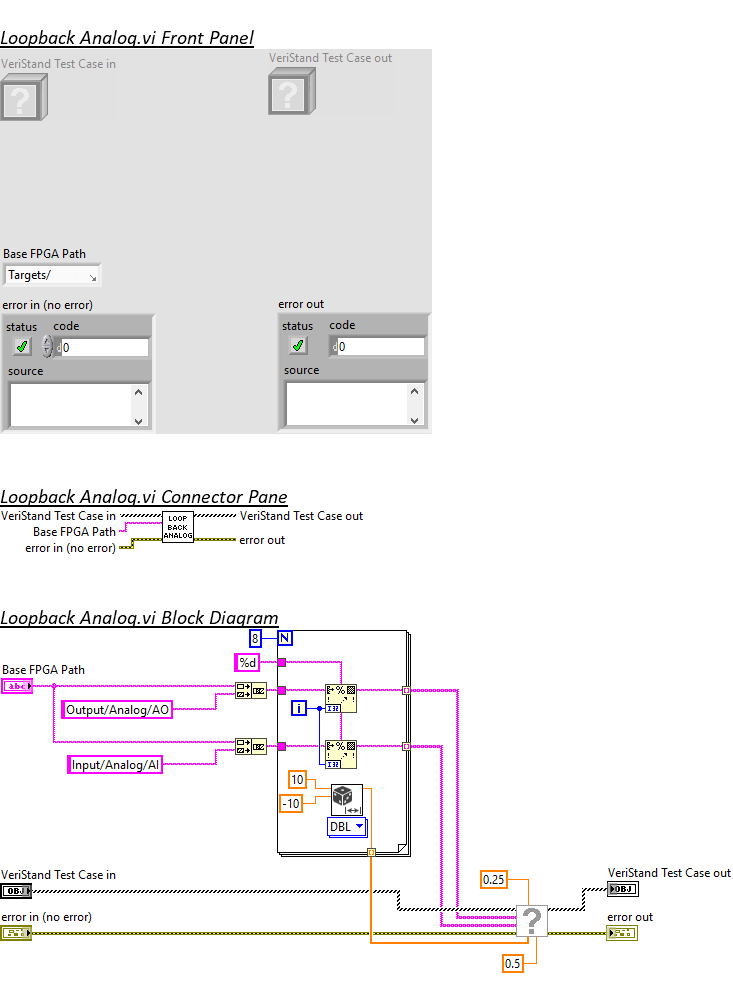 Loopback Analog.vi Front Panel
VeriStand Test Case in
VeriStand Test Case out
?
?
Base FPGA Path
Targets/
error in (no error)
error out
status code
status code
d 0
d 0
source
source
Loopback Analog.vi Connector Pane
VeriStand Test Case in
LOOP
BACK
ANALOG
VeriStand Test Case out
Base FPGA Path
error in (no error)
error out
Loopback Analog.vi Block Diagram
8
N
%d
Base FPGA Path
abc
Output/Analog/AO
i
%
I32
Input/Analog/AI
%
I32
10
-10
DBL
VeriStand Test Case in
OBJ
0.25
VeriStand Test Case out
OBJ
error in (no error)
?
error out
0.5